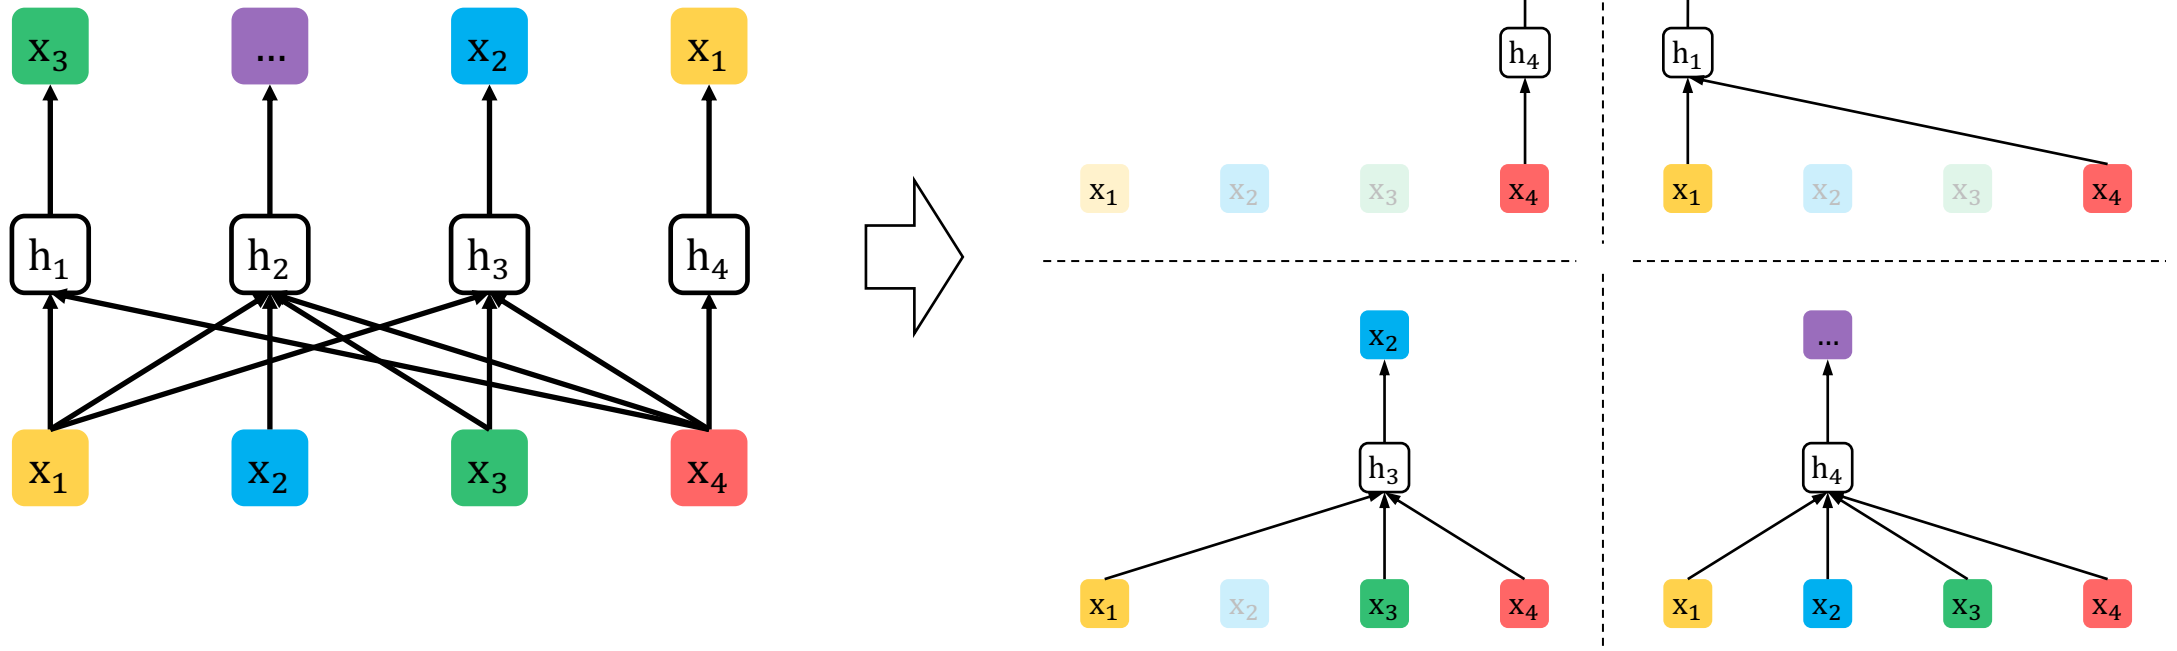 x₃ ... x₂ x₁
h₁ h₂ h₃ h₄
x₁ x₂ x₃ x₄
h₄
x₁ x₂ x₃ x₄
h₁
x₁ x₂ x₃ x₄
x₂
h₃
x₁ x₂ x₃ x₄
...
h₄
x₁ x₂ x₃ x₄